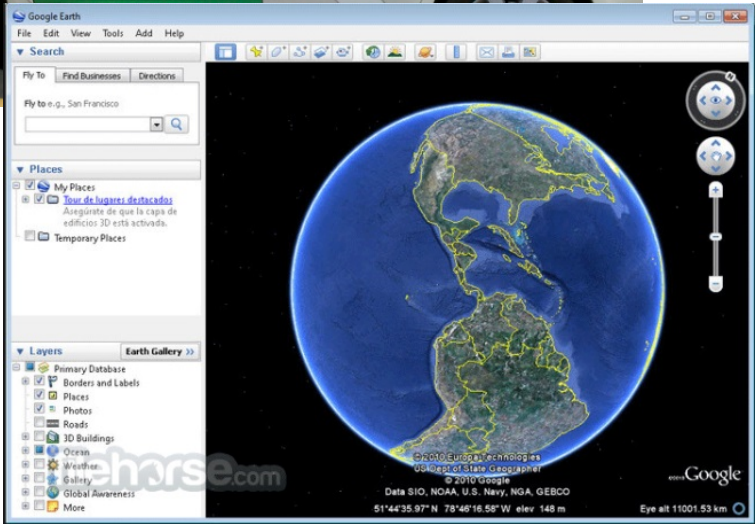 Google Earth
File Edit View Tools Add Help
Search
Fly To Find Businesses Directions
Fly to e.g., San Francisco
Places
My Places
Tour de lugares destacados
Asegúrate de que la capa de
edificios 3D está activada.
Temporary Places
Layers Earth Gallery >>
Primary Database
Borders and Labels
Places
Photos
Roads
3D Buildings
Ocean
Weather
Gallery
Global Awareness
More
filehorse.com
© 2010 Europa Technologies
US Dept of State Geographer
© 2010 Google
Data SIO, NOAA, U.S. Navy, NGA, GEBCO
©2010 Google
51°44'35.97" N 78°46'16.58" W elev 148 m Eye alt 11001.53 km